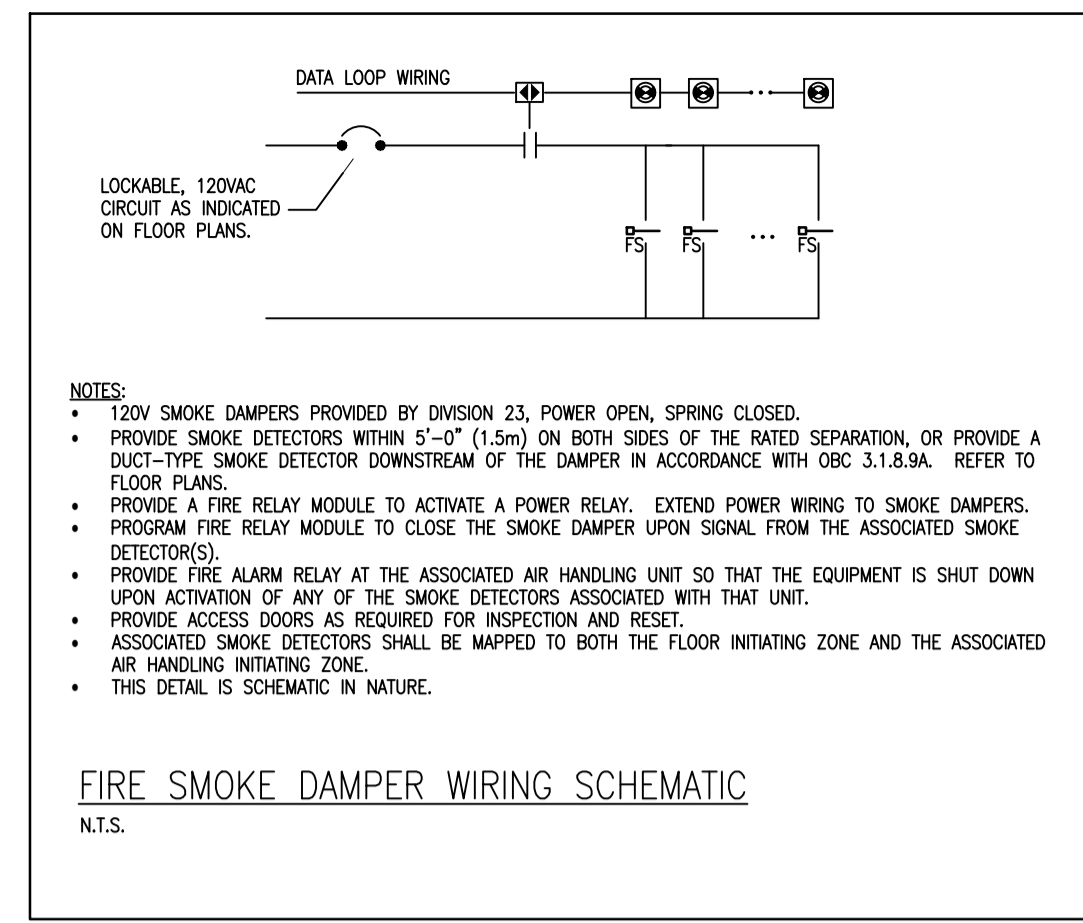 DATA LOOP WIRING
LOCKABLE, 120VAC
CIRCUIT AS INDICATED
ON FLOOR PLANS.
FS FS ... FS
NOTES:
• 120V SMOKE DAMPERS PROVIDED BY DIVISION 23, POWER OPEN, SPRING CLOSED.
• PROVIDE SMOKE DETECTORS WITHIN 5'-0" (1.5m) ON BOTH SIDES OF THE RATED SEPARATION, OR PROVIDE A
DUCT-TYPE SMOKE DETECTOR DOWNSTREAM OF THE DAMPER IN ACCORDANCE WITH OBC 3.1.8.9A. REFER TO
FLOOR PLANS.
• PROVIDE A FIRE RELAY MODULE TO ACTIVATE A POWER RELAY. EXTEND POWER WIRING TO SMOKE DAMPERS.
• PROGRAM FIRE RELAY MODULE TO CLOSE THE SMOKE DAMPER UPON SIGNAL FROM THE ASSOCIATED SMOKE
DETECTOR(S).
• PROVIDE FIRE ALARM RELAY AT THE ASSOCIATED AIR HANDLING UNIT SO THAT THE EQUIPMENT IS SHUT DOWN
UPON ACTIVATION OF ANY OF THE SMOKE DETECTORS ASSOCIATED WITH THAT UNIT.
• PROVIDE ACCESS DOORS AS REQUIRED FOR INSPECTION AND RESET.
• ASSOCIATED SMOKE DETECTORS SHALL BE MAPPED TO BOTH THE FLOOR INITIATING ZONE AND THE ASSOCIATED
AIR HANDLING INITIATING ZONE.
• THIS DETAIL IS SCHEMATIC IN NATURE.
FIRE SMOKE DAMPER WIRING SCHEMATIC
N.T.S.